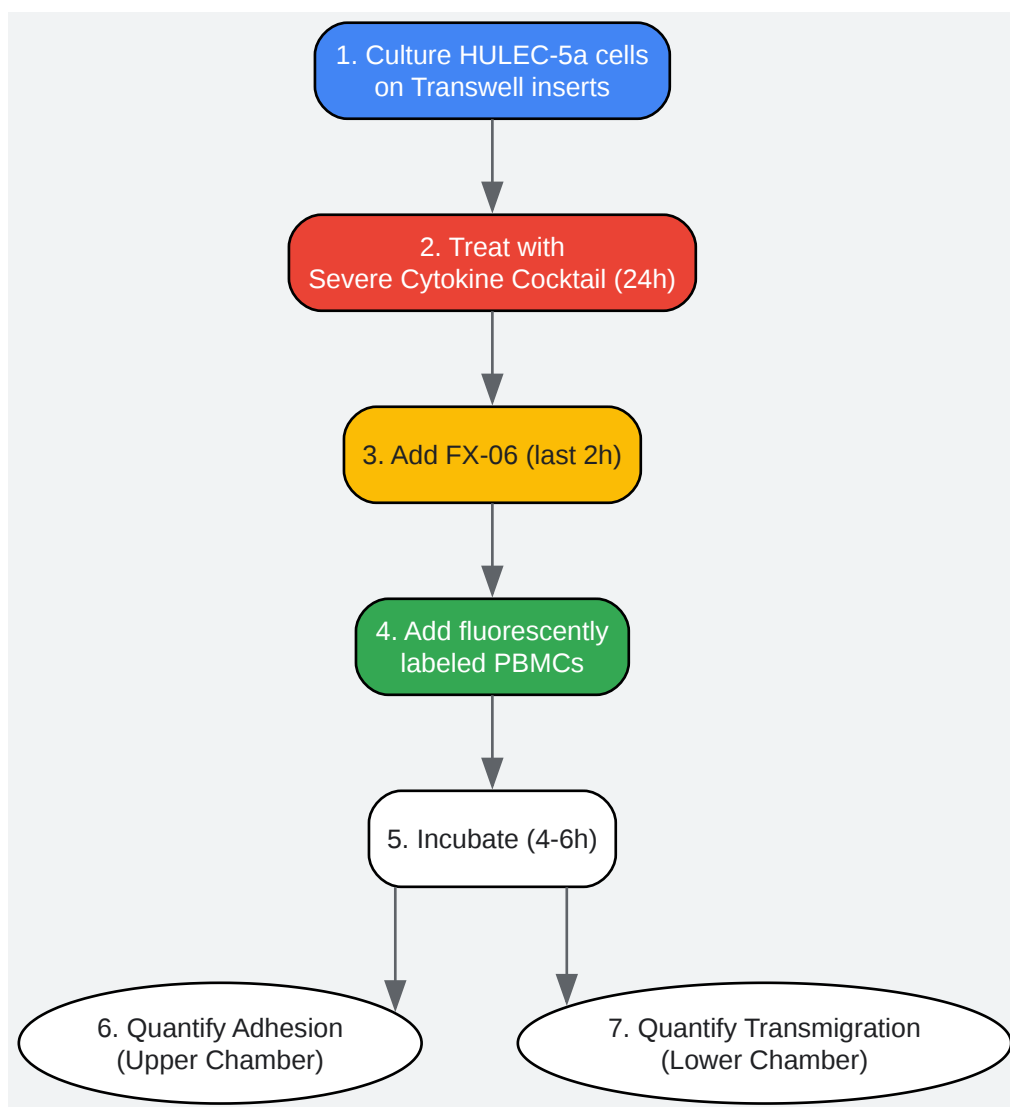 1. Culture HULEC-5a cells
on Transwell inserts
2. Treat with
Severe Cytokine Cocktail (24h)
3. Add FX-06 (last 2h)
4. Add fluorescently
labeled PBMCs
5. Incubate (4-6h)
6. Quantify Adhesion
(Upper Chamber)
7. Quantify Transmigration
(Lower Chamber)